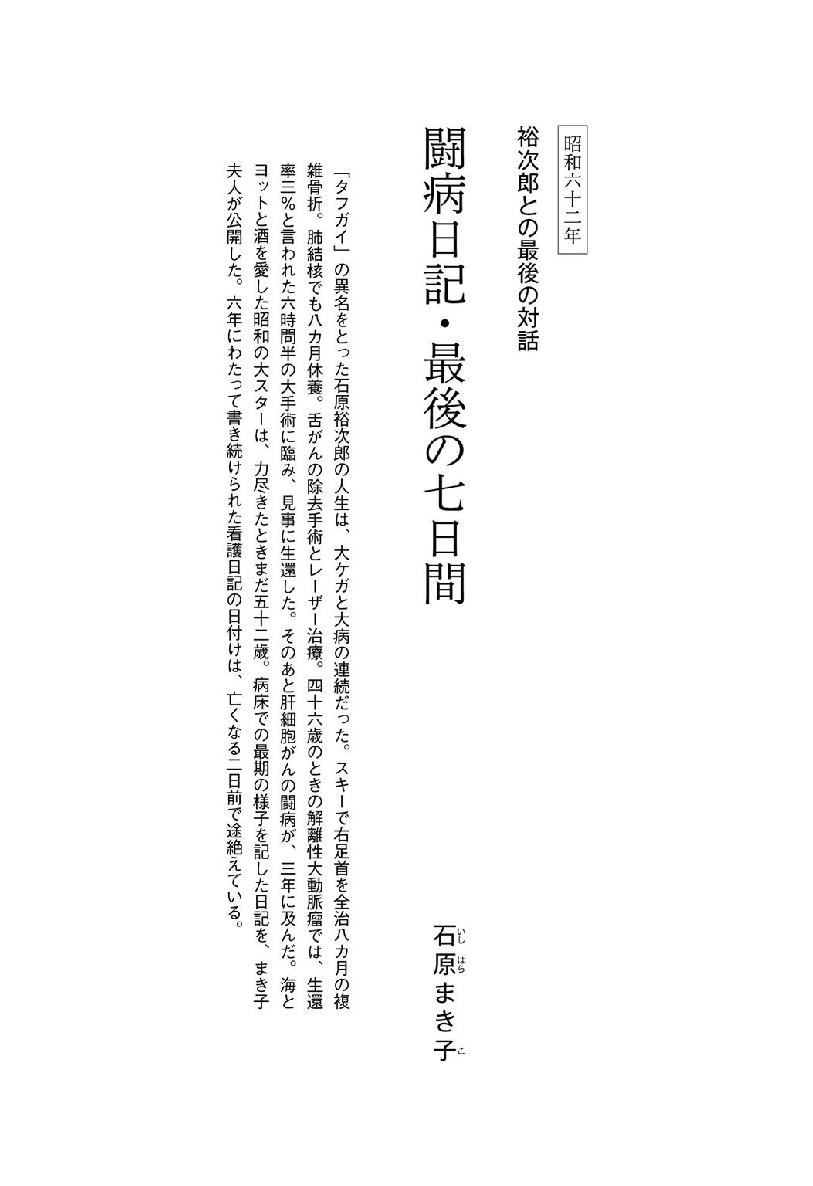 昭和六十二年
裕次郎との最後の対話
闘病日記・最後の七日間
石原まき子
いし
はら
こ
「タフガイ」の異名をとった石原裕次郎の人生は、大ケガと大病の連続だった。スキーで右足首を全治八カ月の複
雑骨折。肺結核でも八カ月休養。舌がんの除去手術とレーザー治療。四十六歳のときの解離性大動脈瘤では、生還
率三％と言われた六時間半の大手術に臨み、見事に生還した。そのあと肝細胞がんの闘病が、三年に及んだ。海と
ヨットと酒を愛した昭和の大スターは、力尽きたときまだ五十二歳。病床での最期の様子を記した日記を、まき子
夫人が公開した。六年にわたって書き続けられた看護日記の日付けは、亡くなる二日前で途絶えている。